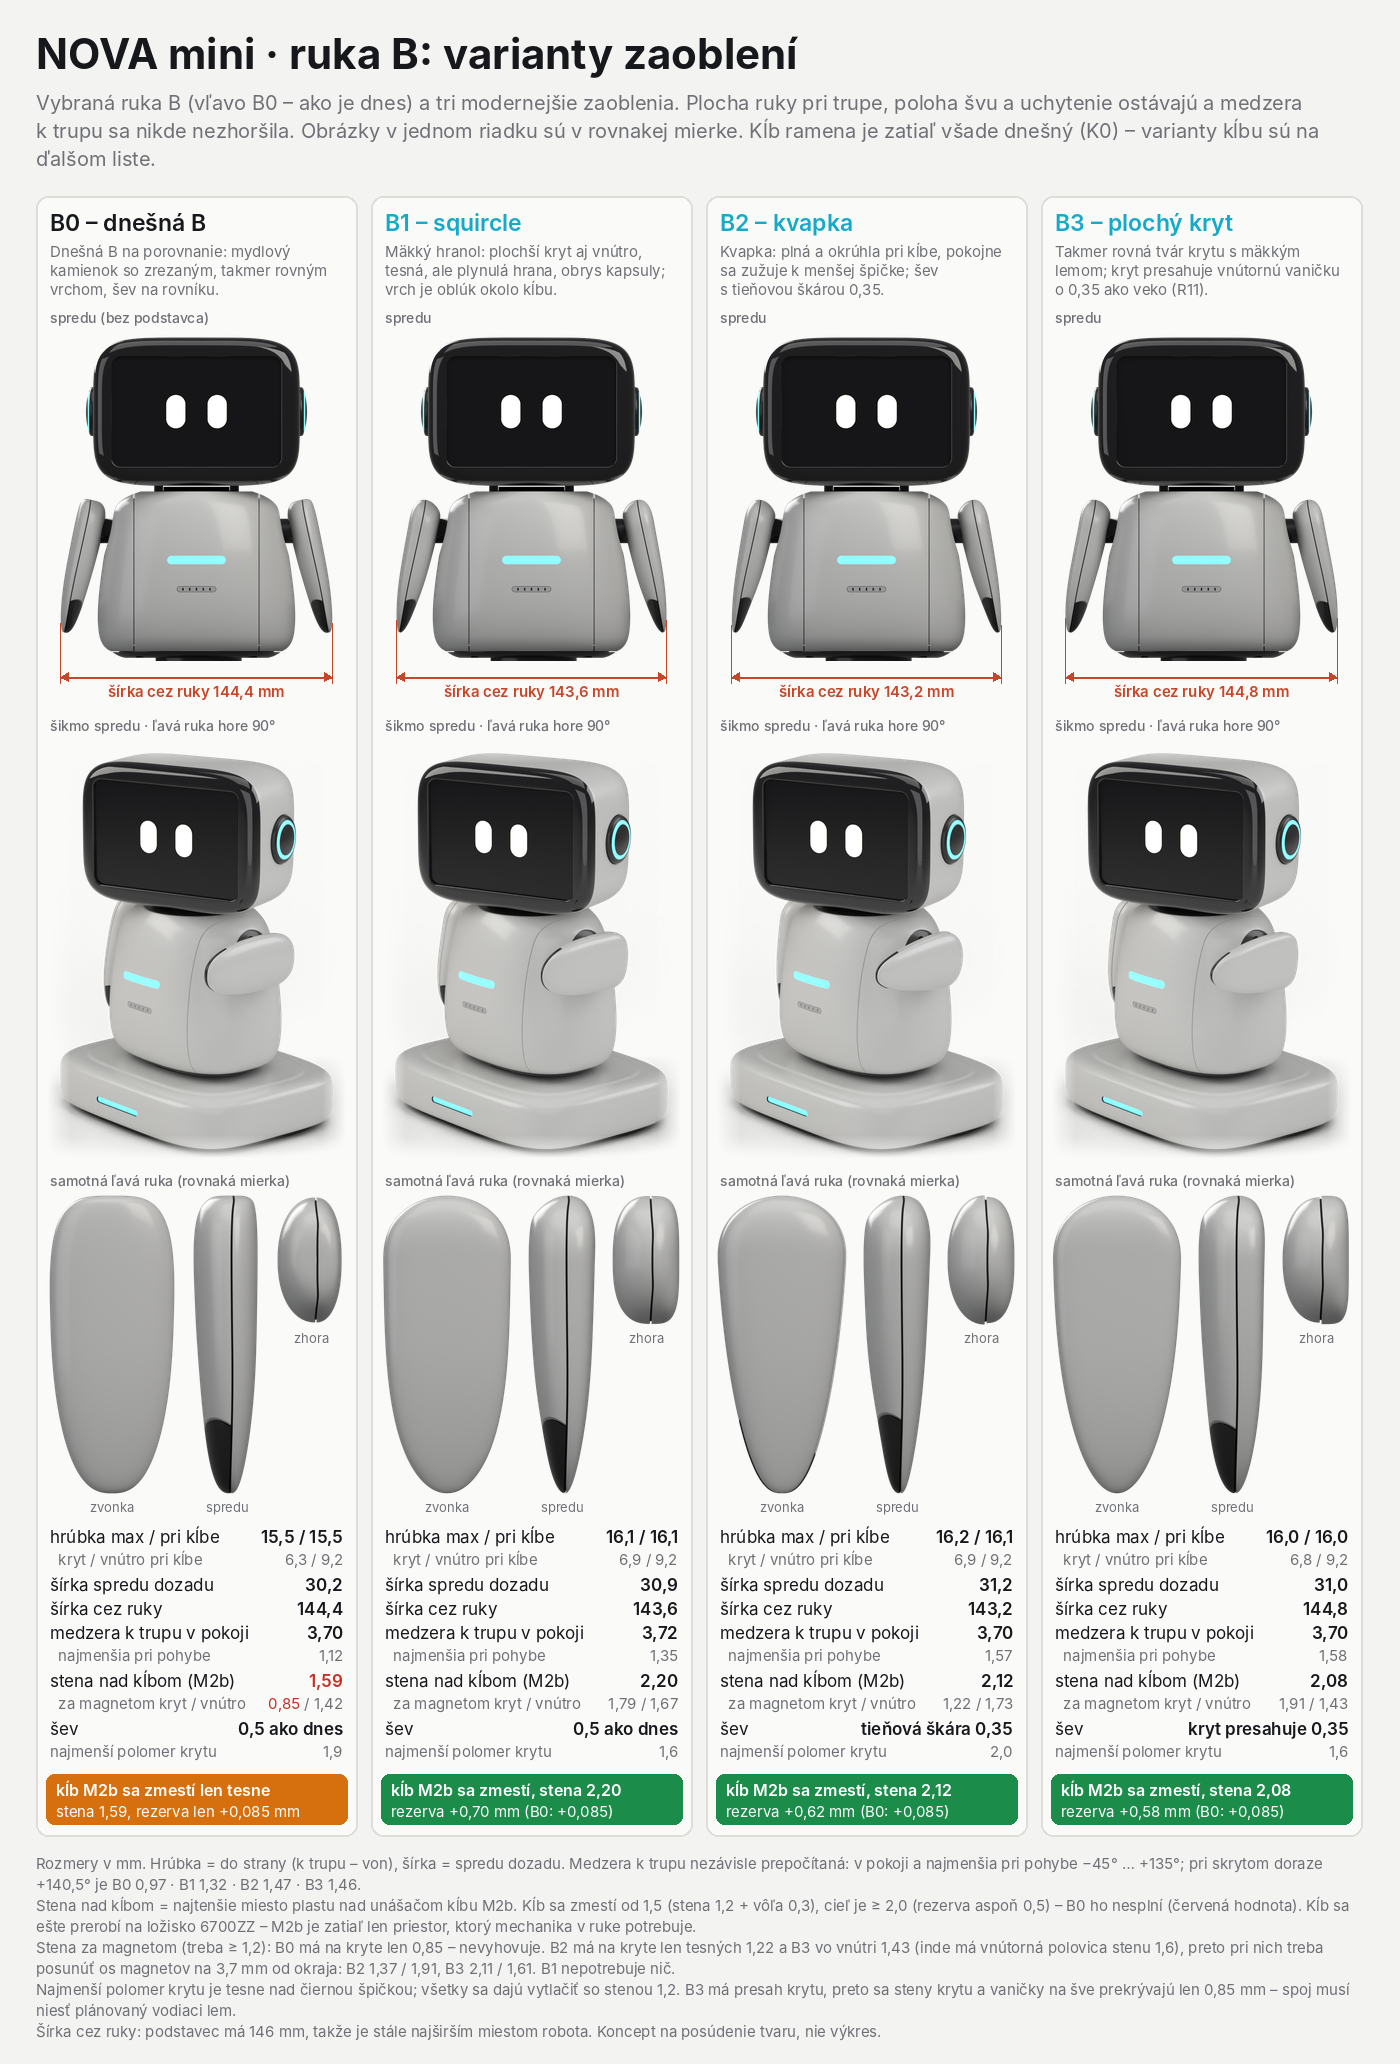 NOVA mini · ruka B: varianty zaoblení
Vybraná ruka B (vľavo B0 – ako je dnes) a tri modernejšie zaoblenia. Plocha ruky pri trupe, poloha švu a uchytenie ostávajú a medzera
k trupu sa nikde nezhoršila. Obrázky v jednom riadku sú v rovnakej mierke. Kĺb ramena je zatiaľ všade dnešný (K0) – varianty kĺbu sú na
ďalšom liste.
B0 – dnešná B
Dnešná B na porovnanie: mydlový
kamienok so zrezaným, takmer rovným
vrchom, šev na rovníku.
spredu (bez podstavca)
šírka cez ruky 144,4 mm
šikmo spredu · ľavá ruka hore 90°
samotná ľavá ruka (rovnaká mierka)
zhora
zvonka
spredu
hrúbka max / pri kĺbe 15,5 / 15,5
kryt / vnútro pri kĺbe 6,3 / 9,2
šírka spredu dozadu 30,2
šírka cez ruky 144,4
medzera k trupu v pokoji 3,70
najmenšia pri pohybe 1,12
stena nad kĺbom (M2b) 1,59
za magnetom kryt / vnútro 0,85 / 1,42
šev 0,5 ako dnes
najmenší polomer krytu 1,9
kĺb M2b sa zmestí len tesne
stena 1,59, rezerva len +0,085 mm
B1 – squircle
Mäkký hranol: plochší kryt aj vnútro,
tesná, ale plynulá hrana, obrys kapsuly;
vrch je oblúk okolo kĺbu.
spredu
šírka cez ruky 143,6 mm
šikmo spredu · ľavá ruka hore 90°
samotná ľavá ruka (rovnaká mierka)
zhora
zvonka
spredu
hrúbka max / pri kĺbe 16,1 / 16,1
kryt / vnútro pri kĺbe 6,9 / 9,2
šírka spredu dozadu 30,9
šírka cez ruky 143,6
medzera k trupu v pokoji 3,72
najmenšia pri pohybe 1,35
stena nad kĺbom (M2b) 2,20
za magnetom kryt / vnútro 1,79 / 1,67
šev 0,5 ako dnes
najmenší polomer krytu 1,6
kĺb M2b sa zmestí, stena 2,20
rezerva +0,70 mm (B0: +0,085)
B2 – kvapka
Kvapka: plná a okrúhla pri kĺbe, pokojne
sa zužuje k menšej špičke; šev
s tieňovou škárou 0,35.
spredu
šírka cez ruky 143,2 mm
šikmo spredu · ľavá ruka hore 90°
samotná ľavá ruka (rovnaká mierka)
zhora
zvonka
spredu
hrúbka max / pri kĺbe 16,2 / 16,1
kryt / vnútro pri kĺbe 6,9 / 9,2
šírka spredu dozadu 31,2
šírka cez ruky 143,2
medzera k trupu v pokoji 3,70
najmenšia pri pohybe 1,57
stena nad kĺbom (M2b) 2,12
za magnetom kryt / vnútro 1,22 / 1,73
šev tieňová škára 0,35
najmenší polomer krytu 2,0
kĺb M2b sa zmestí, stena 2,12
rezerva +0,62 mm (B0: +0,085)
B3 – plochý kryt
Takmer rovná tvár krytu s mäkkým
lemom; kryt presahuje vnútornú vaničku
o 0,35 ako veko (R11).
spredu
šírka cez ruky 144,8 mm
šikmo spredu · ľavá ruka hore 90°
samotná ľavá ruka (rovnaká mierka)
zhora
zvonka
spredu
hrúbka max / pri kĺbe 16,0 / 16,0
kryt / vnútro pri kĺbe 6,8 / 9,2
šírka spredu dozadu 31,0
šírka cez ruky 144,8
medzera k trupu v pokoji 3,70
najmenšia pri pohybe 1,58
stena nad kĺbom (M2b) 2,08
za magnetom kryt / vnútro 1,91 / 1,43
šev kryt presahuje 0,35
najmenší polomer krytu 1,6
kĺb M2b sa zmestí, stena 2,08
rezerva +0,58 mm (B0: +0,085)
Rozmery v mm. Hrúbka = do strany (k trupu – von), šírka = spredu dozadu. Medzera k trupu nezávisle prepočítaná: v pokoji a najmenšia pri pohybe −45° … +135°; pri skrytom doraze
+140,5° je B0 0,97 · B1 1,32 · B2 1,47 · B3 1,46.
Stena nad kĺbom = najtenšie miesto plastu nad unášačom kĺbu M2b. Kĺb sa zmestí od 1,5 (stena 1,2 + vôľa 0,3), cieľ je ≥ 2,0 (rezerva aspoň 0,5) – B0 ho nesplní (červená hodnota). Kĺb sa
ešte prerobí na ložisko 6700ZZ – M2b je zatiaľ len priestor, ktorý mechanika v ruke potrebuje.
Stena za magnetom (treba ≥ 1,2): B0 má na kryte len 0,85 – nevyhovuje. B2 má na kryte len tesných 1,22 a B3 vo vnútri 1,43 (inde má vnútorná polovica stenu 1,6), preto pri nich treba
posunúť os magnetov na 3,7 mm od okraja: B2 1,37 / 1,91, B3 2,11 / 1,61. B1 nepotrebuje nič.
Najmenší polomer krytu je tesne nad čiernou špičkou; všetky sa dajú vytlačiť so stenou 1,2. B3 má presah krytu, preto sa steny krytu a vaničky na šve prekrývajú len 0,85 mm – spoj musí
niesť plánovaný vodiaci lem.
Šírka cez ruky: podstavec má 146 mm, takže je stále najširším miestom robota. Koncept na posúdenie tvaru, nie výkres.